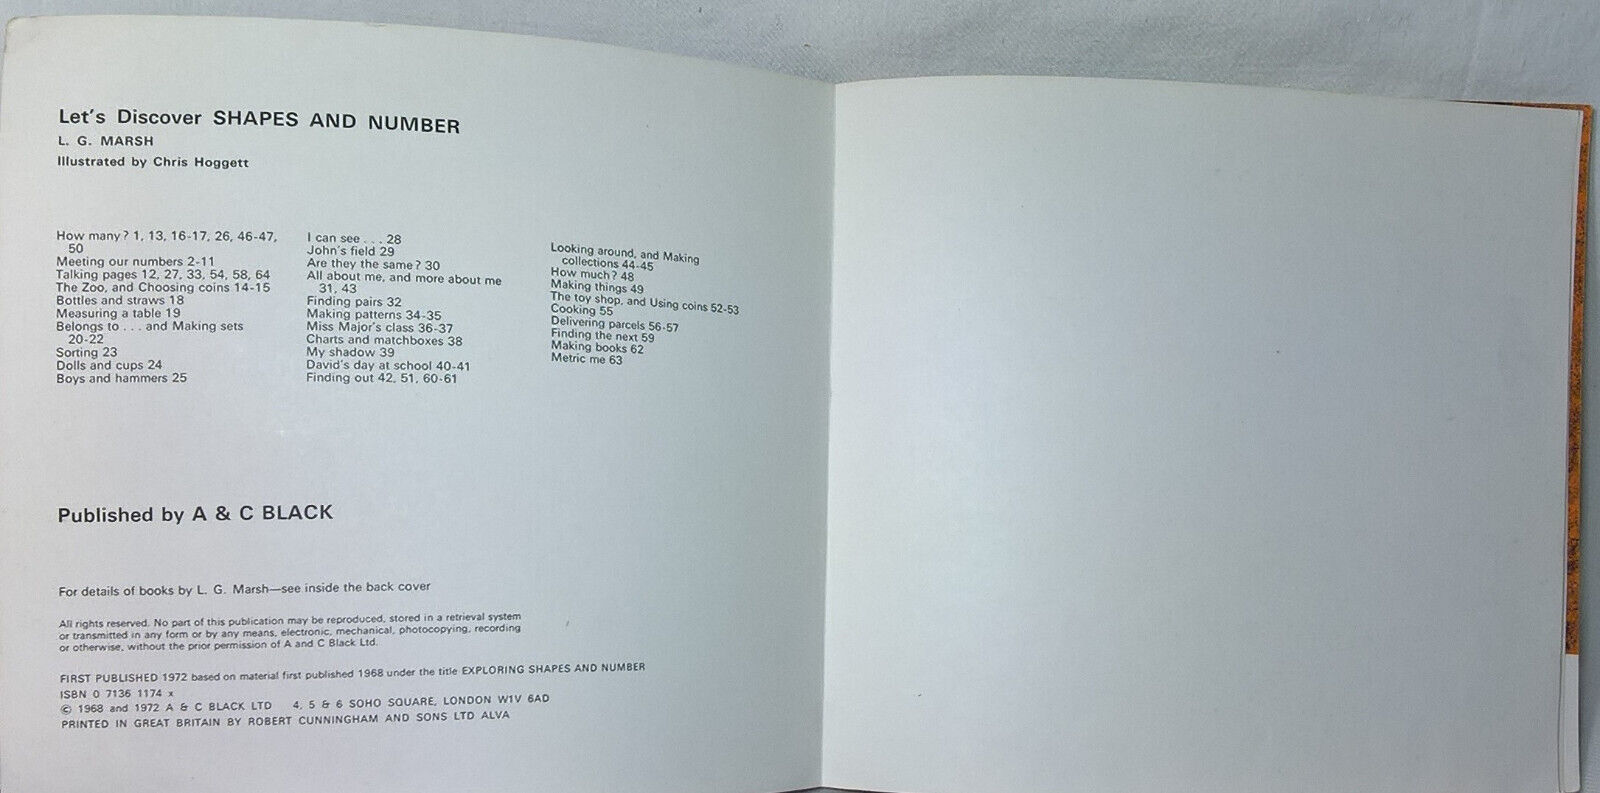 Let's Discover SHAPES AND NUMBER
L. G. MARSH
Illustrated by Chris Hoggett
How many? 1, 13, 16-17, 26, 46-47,
50
Meeting our numbers 2-11
Talking pages 12, 27, 33, 54, 58, 64
The Zoo, and Choosing coins 14-15
Bottles and straws 18
Measuring a table 19
Belongs to . . . and Making sets
20-22
Sorting 23
Dolls and cups 24
Boys and hammers 25
I can see . . . 28
John's field 29
Are they the same? 30
All about me, and more about me
31, 43
Finding pairs 32
Making patterns 34-35
Miss Major's class 36-37
Charts and matchboxes 38
My shadow 39
David's day at school 40-41
Finding out 42, 51, 60-61
Looking around, and Making
collections 44-45
How much? 48
Making things 49
The toy shop, and Using coins 52-53
Cooking 55
Delivering parcels 56-57
Finding the next 59
Making books 62
Metric me 63
Published by A & C BLACK
For details of books by L. G. Marsh—see inside the back cover
All rights reserved. No part of this publication may be reproduced, stored in a retrieval system
or transmitted in any form or by any means, electronic, mechanical, photocopying, recording
or otherwise, without the prior permission of A and C Black Ltd.
FIRST PUBLISHED 1972 based on material first published 1968 under the title EXPLORING SHAPES AND NUMBER
ISBN 0 7136 1174 x
© 1968 and 1972 A & C BLACK LTD 4, 5 & 6 SOHO SQUARE, LONDON W1V 6AD
PRINTED IN GREAT BRITAIN BY ROBERT CUNNINGHAM AND SONS LTD ALVA